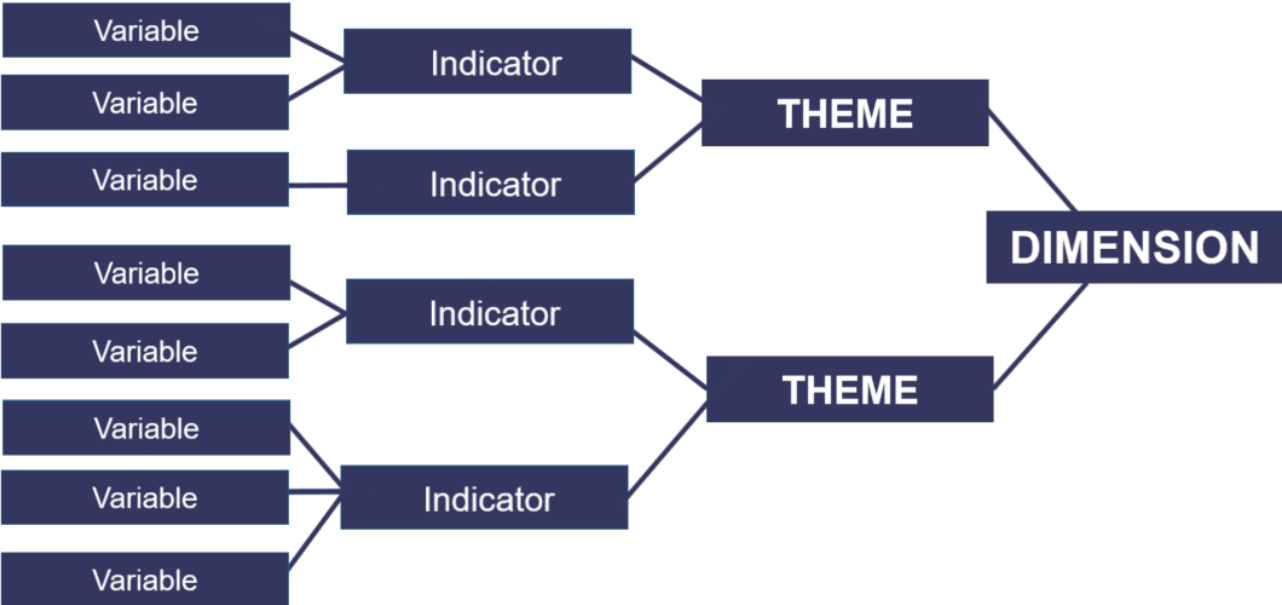 Variable
Variable
Variable
Variable
Variable
Variable
Variable
Variable
Indicator
Indicator
Indicator
Indicator
THEME
THEME
DIMENSION